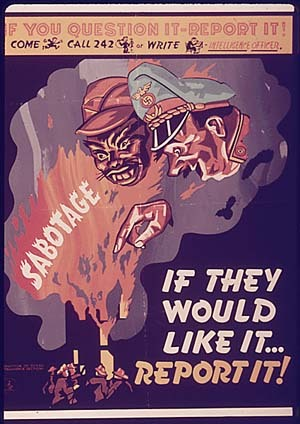 IF YOU QUESTION IT-REPORT IT!
COME CALL 242 OR WRITE A-INTELLIGENCE OFFICER.
SABOTAGE
IF THEY
WOULD
LIKE IT...
REPORT IT!